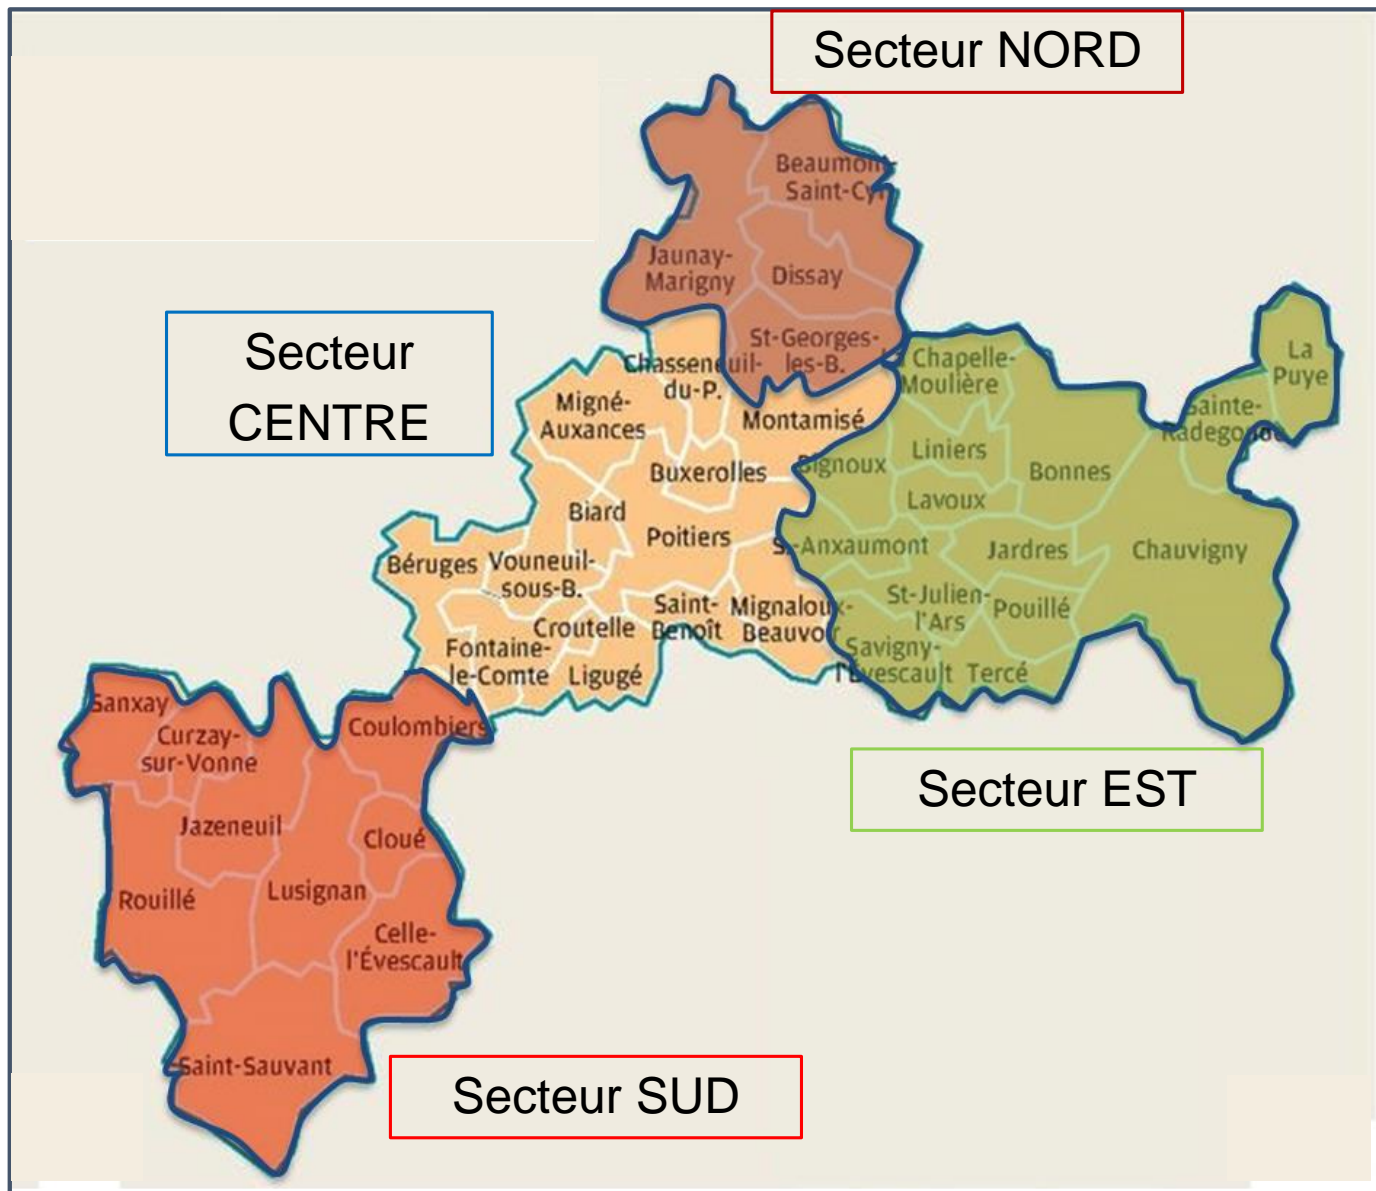 Secteur NORD
Beaumont-
Saint-Cyr
Jaunay-
Marigny
Dissay
St-Georges-
les-B.
Secteur
CENTRE
Chasseneuil-
du-P.
Migné-
Auxances
Montamisé
Buxerolles
Biard
Poitiers
Béruges
Vouneuil-
sous-B.
Croutelle
Saint-
Benoît
Mignaloux-
Beauvoir
Fontaine-
le-Comte
Ligugé
La Chapelle-
Moulière
La
Puye
Sainte-
Radegonde
Bignoux
Liniers
Bonnes
Lavoux
S.-Anxaumont
Jardres
Chauvigny
St-Julien-
l'Ars
Pouillé
Savigny-
l'Évescault
Tercé
Secteur EST
Sanxay
Curzay-
sur-Vonne
Coulombiers
Jazeneuil
Cloué
Rouillé
Lusignan
Celle-
l'Évescault
Saint-Sauvant
Secteur SUD